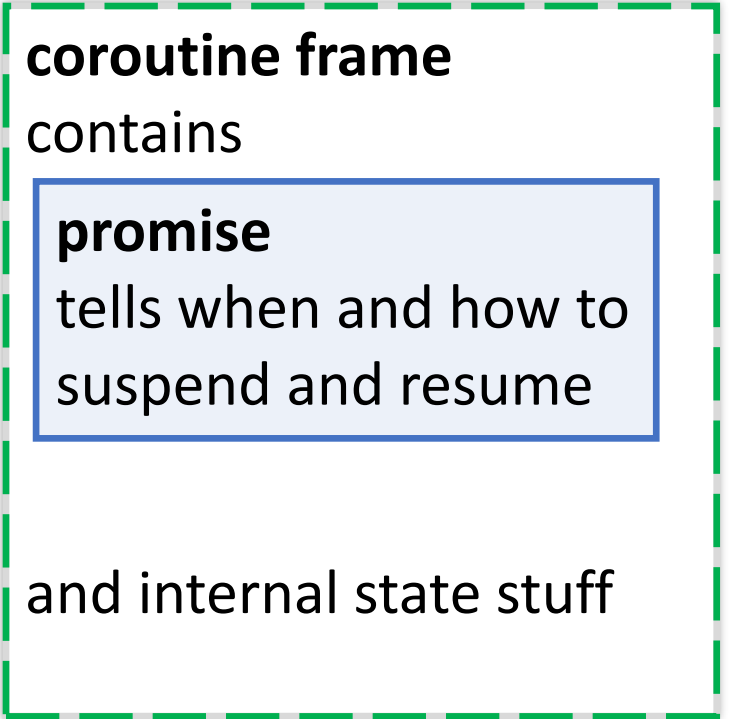 coroutine frame
contains
promise
tells when and how to
suspend and resume
and internal state stuff